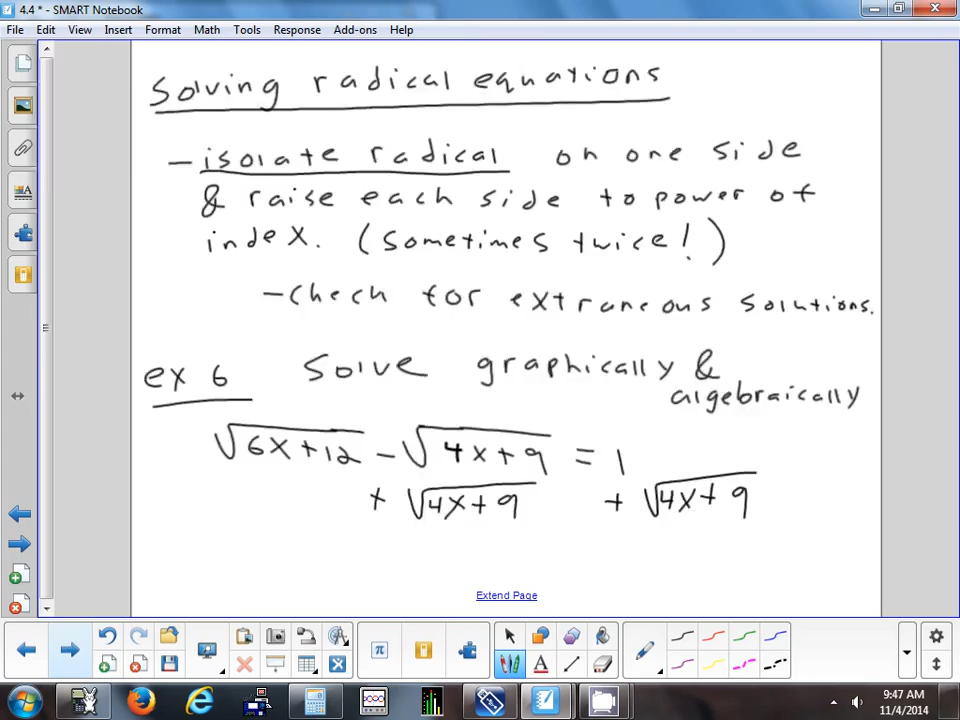 4.4 * - SMART Notebook
File Edit View Insert Format Math Tools Response Add-ons Help
Solving radical equations
- isolate radical on one side
& raise each side to power of
index. (sometimes twice!)
- check for extraneous solutions.
ex 6 Solve graphically &
algebraically
√6x+12 - √4x+9 = 1
+ √4x+9 + √4x+9
Extend Page
π
A
9:47 AM
11/4/2014